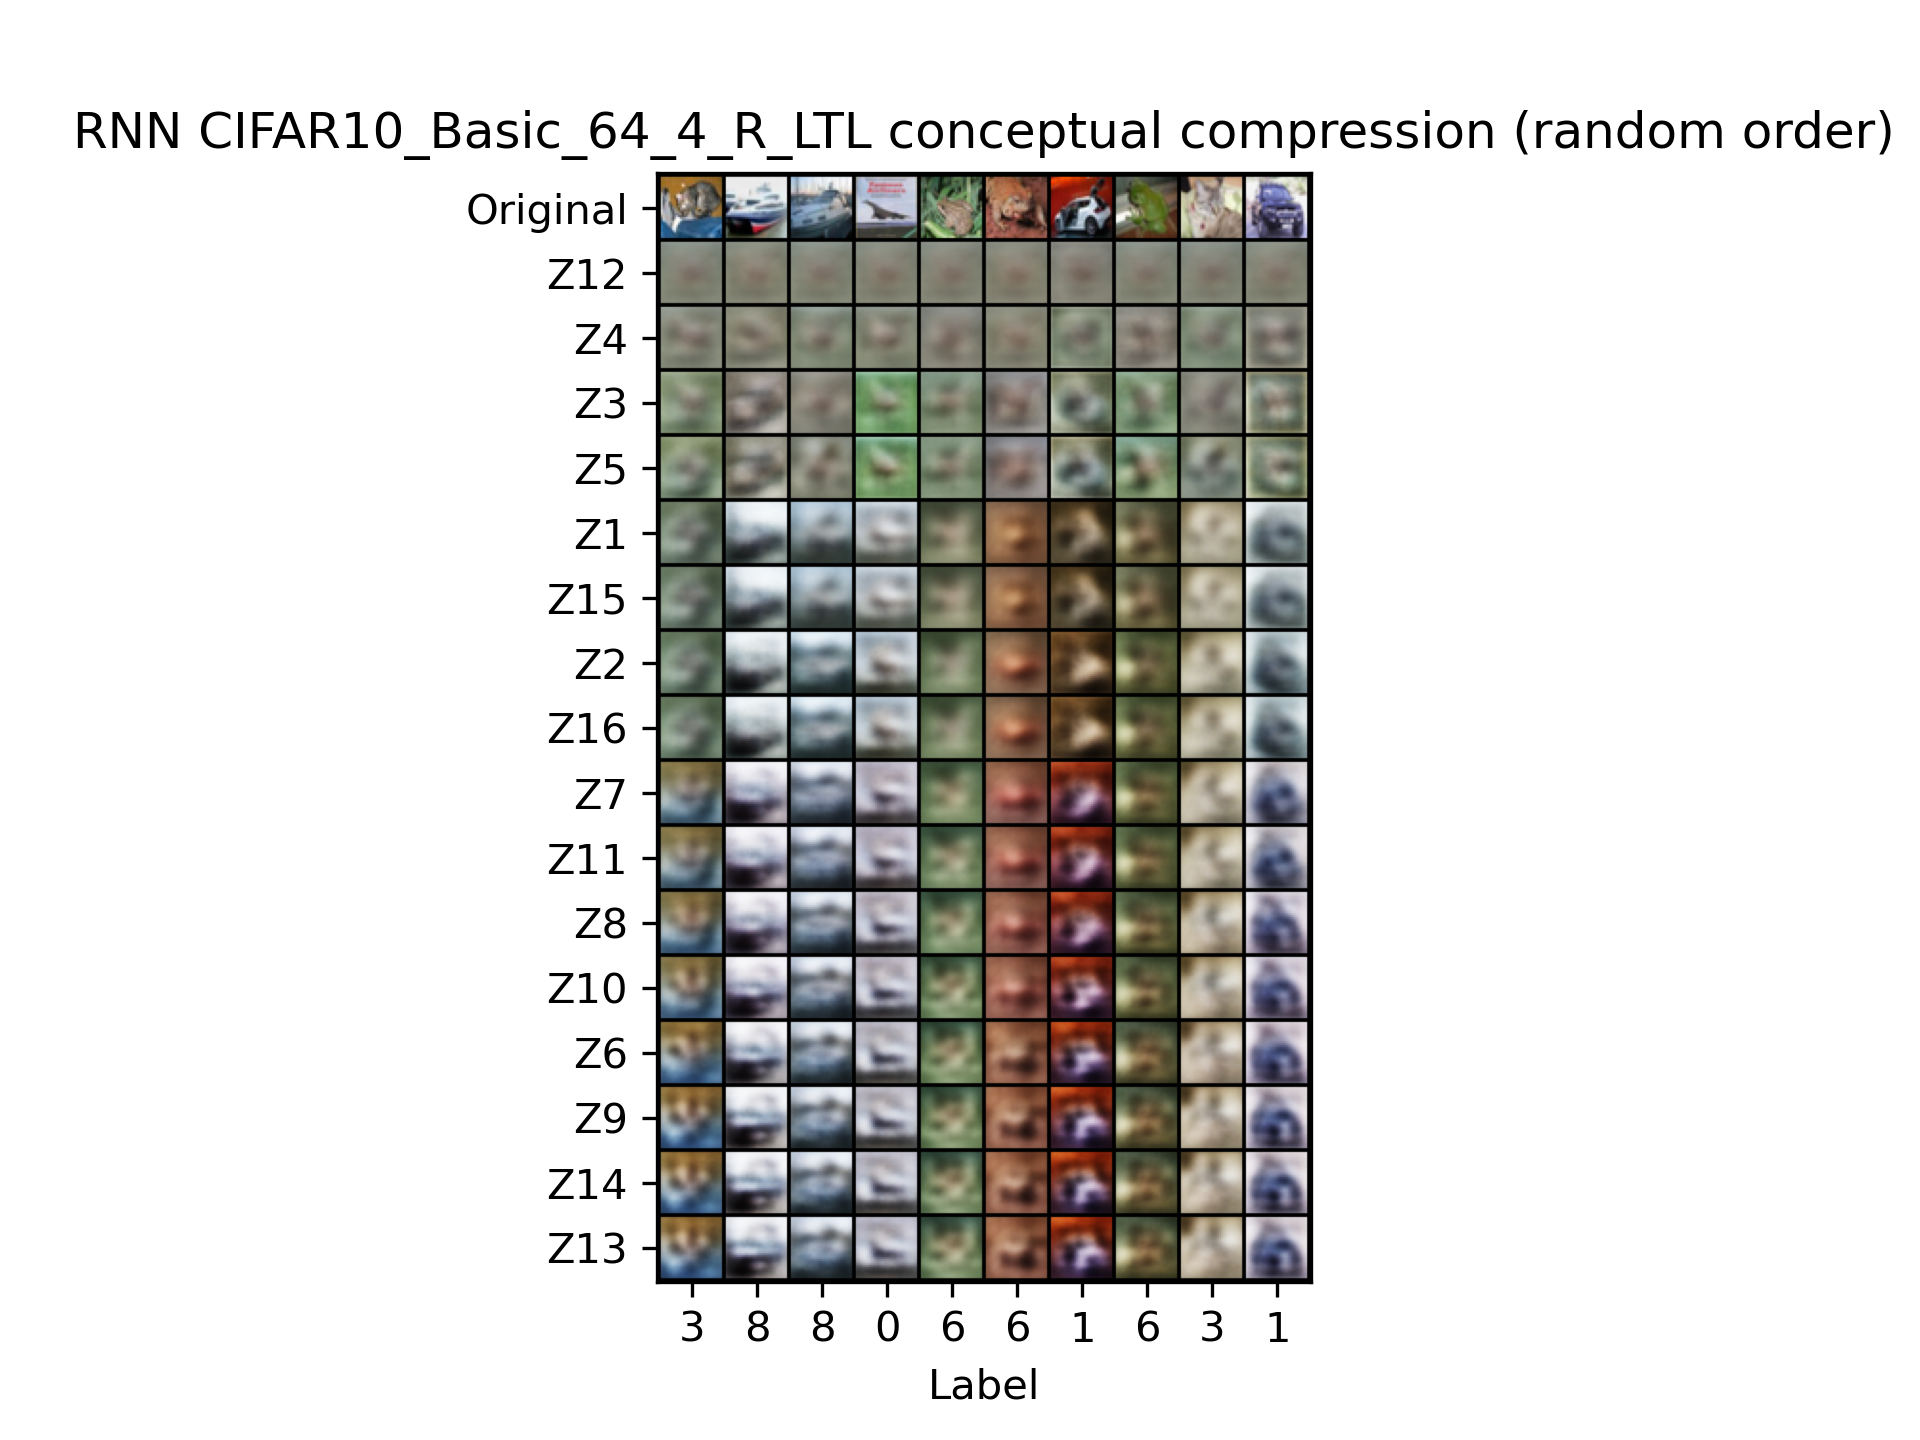 RNN CIFAR10_Basic_64_4_R_LTL conceptual compression (random order)
Original
Z12
Z4
Z3
Z5
Z1
Z15
Z2
Z16
Z7
Z11
Z8
Z10
Z6
Z9
Z14
Z13
3 8 8 0 6 6 1 6 3 1
Label